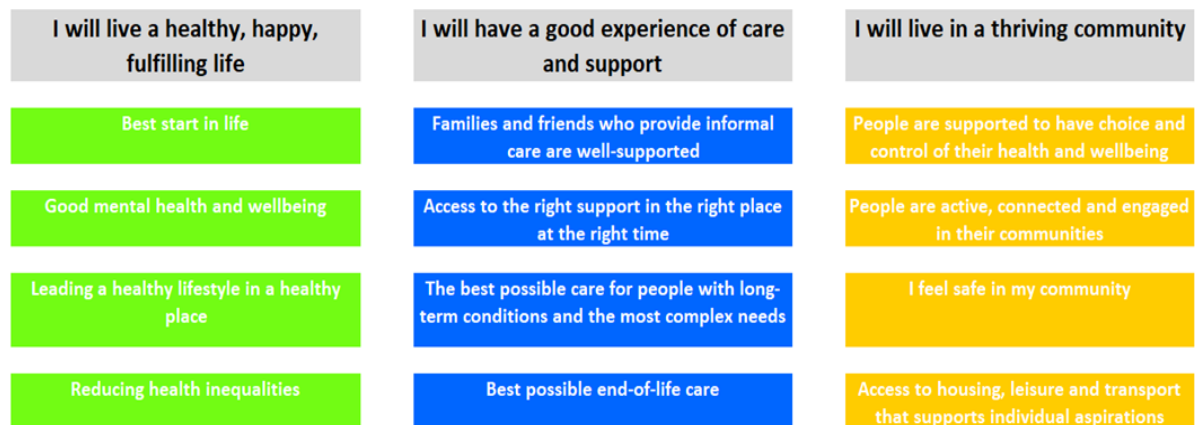 I will live a healthy, happy,
fulfilling life
Best start in life
Good mental health and wellbeing
Leading a healthy lifestyle in a healthy
place
Reducing health inequalities
I will have a good experience of care
and support
Families and friends who provide informal
care are well-supported
Access to the right support in the right place
at the right time
The best possible care for people with long-
term conditions and the most complex needs
Best possible end-of-life care
I will live in a thriving community
People are supported to have choice and
control of their health and wellbeing
People are active, connected and engaged
in their communities
I feel safe in my community
Access to housing, leisure and transport
that supports individual aspirations